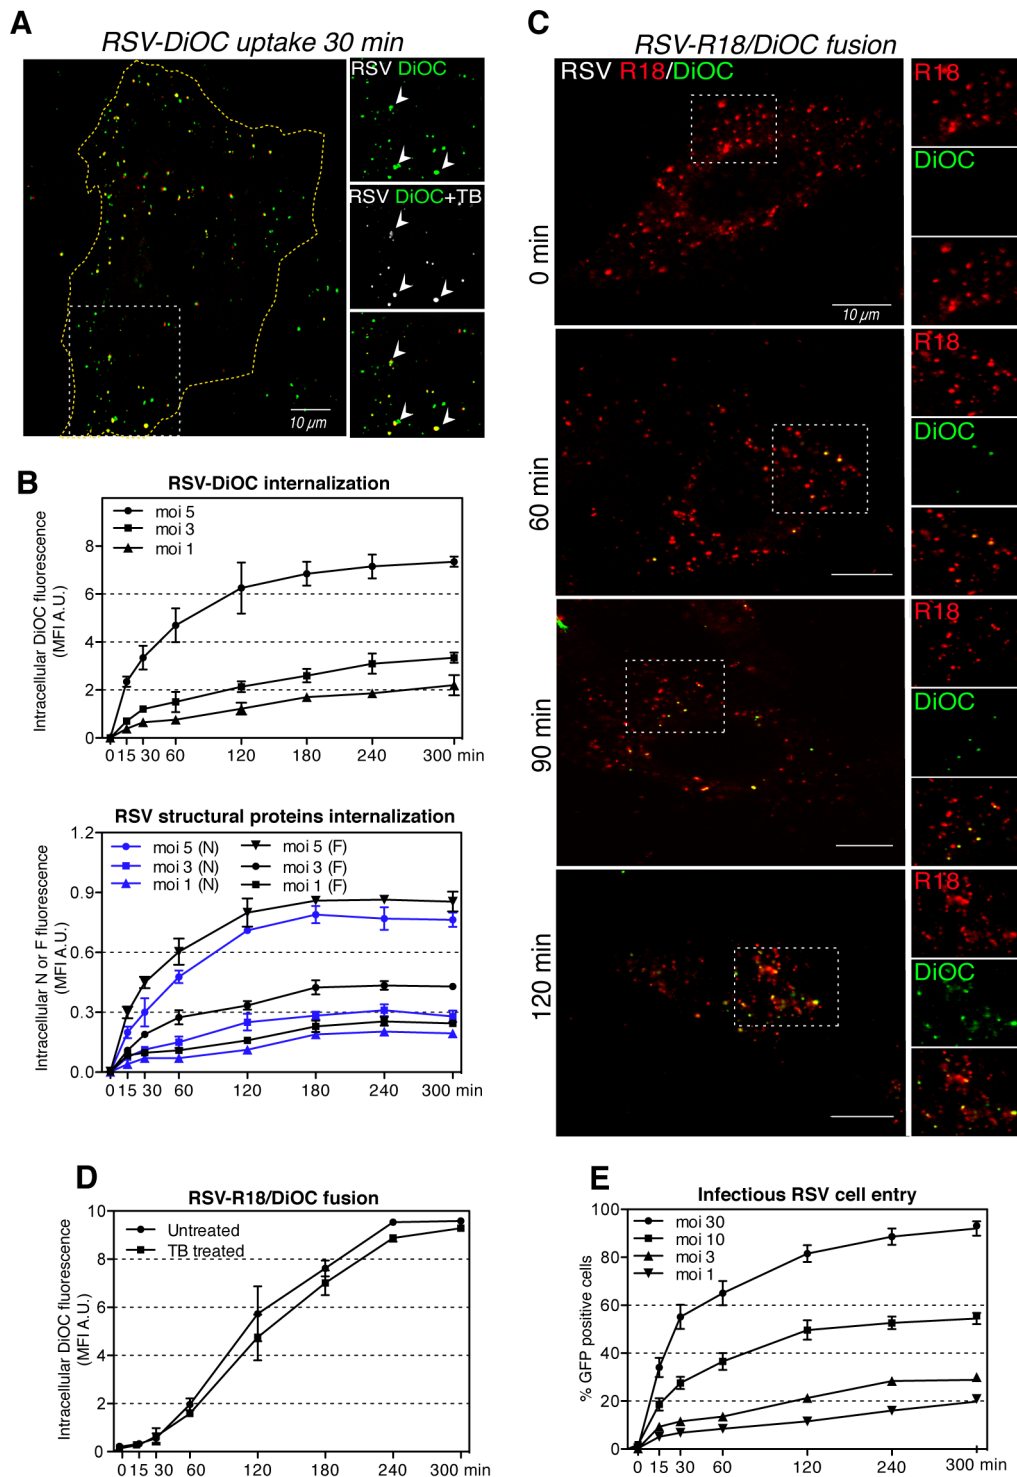 A
RSV-DiOC uptake 30 min
RSV DiOC
RSV DiOC+TB
10 µm
B
RSV-DiOC internalization
Intracellular DiOC fluorescence
(MFI A.U.)
moi 5
moi 3
moi 1
8
6
4
2
0
0 15 30 60 120 180 240 300 min
RSV structural proteins internalization
Intracellular N or F fluorescence
(MFI A.U.)
moi 5 (N) moi 5 (F)
moi 3 (N) moi 3 (F)
moi 1 (N) moi 1 (F)
1.2
0.9
0.6
0.3
0.0
0 15 30 60 120 180 240 300 min
C
RSV-R18/DiOC fusion
RSV R18/DiOC
R18
DiOC
0 min
10 µm
R18
DiOC
60 min
R18
DiOC
90 min
R18
DiOC
120 min
D
RSV-R18/DiOC fusion
Intracellular DiOC fluorescence
(MFI A.U.)
Untreated
TB treated
10
8
6
4
2
0
0 15 30 60 120 180 240 300 min
E
Infectious RSV cell entry
% GFP positive cells
moi 30
moi 10
moi 3
moi 1
100
80
60
40
20
0
0 15 30 60 120 240 300 min